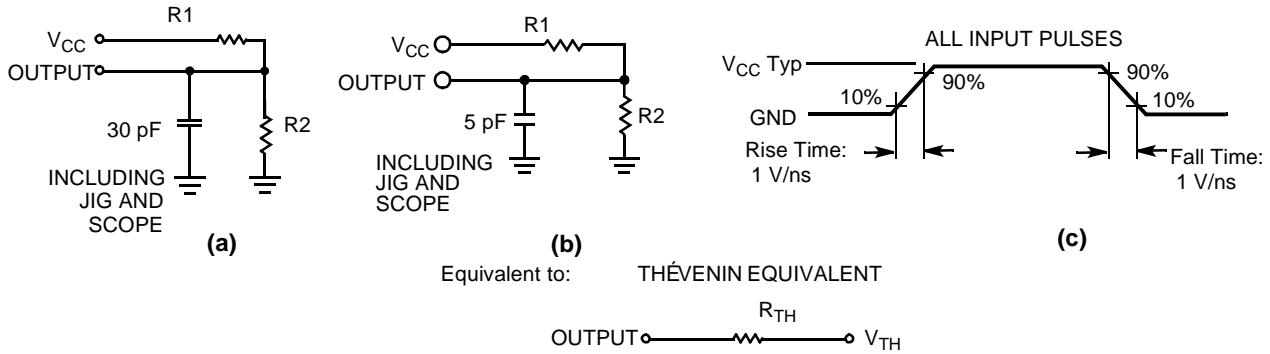 R1
VCC
OUTPUT
30 pF
R2
INCLUDING
JIG AND
SCOPE
(a)
R1
VCC
OUTPUT
5 pF
R2
INCLUDING
JIG AND
SCOPE
(b)
ALL INPUT PULSES
VCC Typ
90%
90%
10%
10%
GND
Rise Time:
1 V/ns
Fall Time:
1 V/ns
(c)
Equivalent to: THÉVENIN EQUIVALENT
RTH
OUTPUT
VTH